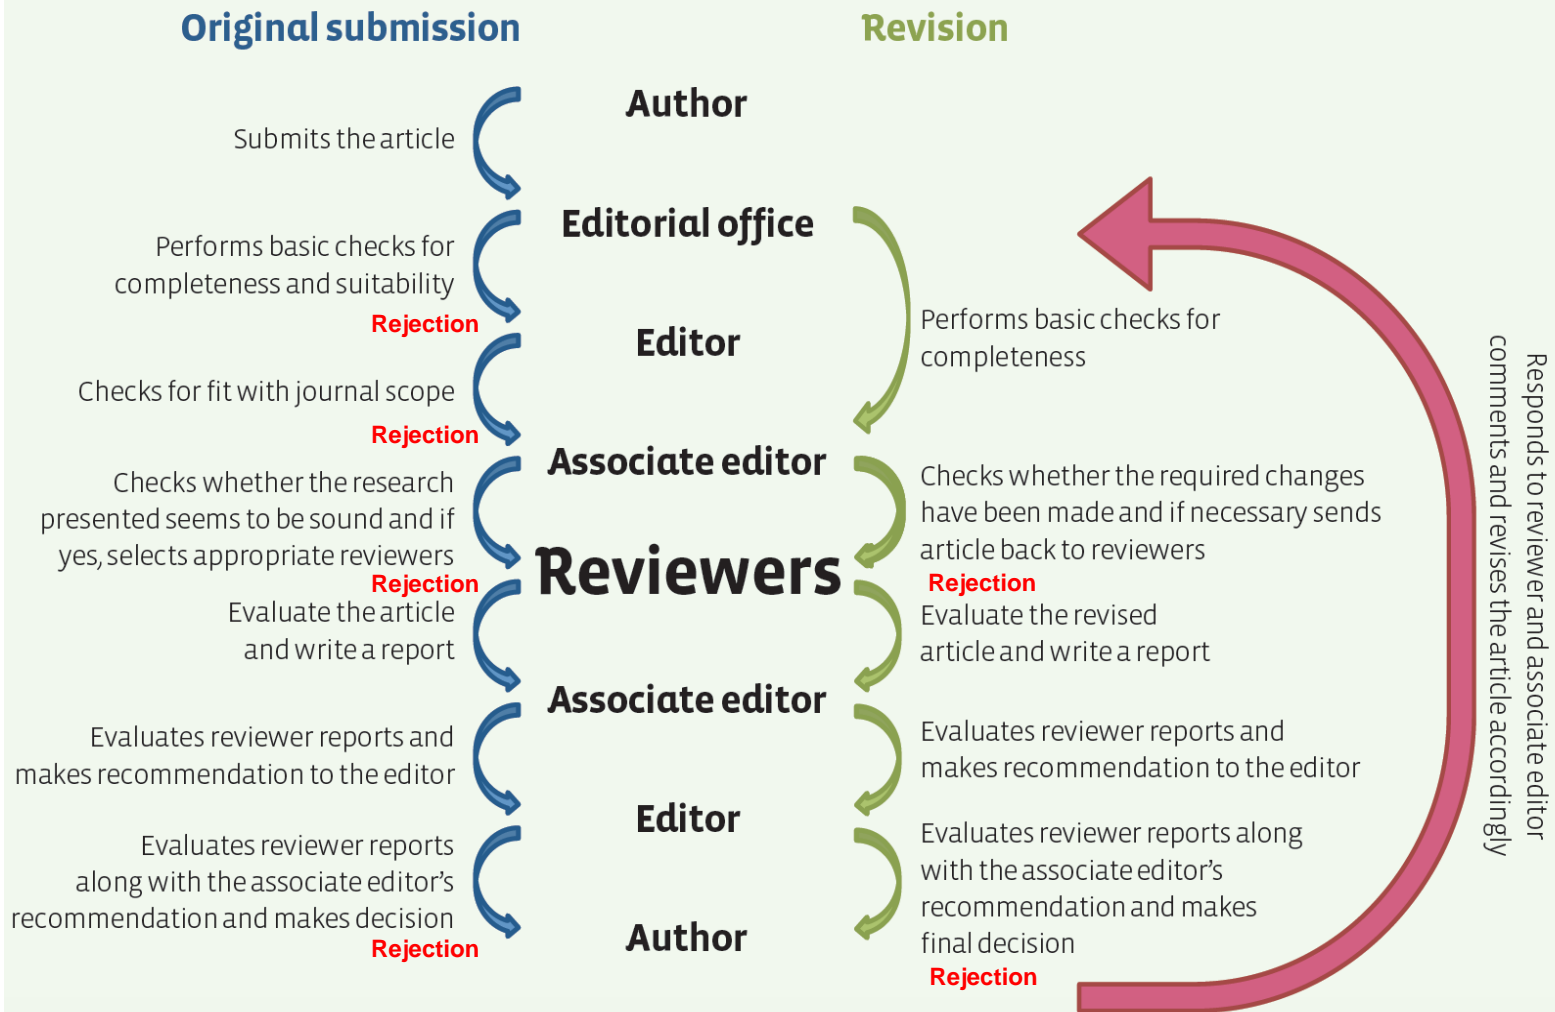 Original submission
Revision
Author
Submits the article
Editorial office
Performs basic checks for
completeness and suitability
Rejection
Performs basic checks for
completeness
Editor
Checks for fit with journal scope
Rejection
Associate editor
Checks whether the research
presented seems to be sound and if
yes, selects appropriate reviewers
Rejection
Checks whether the required changes
have been made and if necessary sends
article back to reviewers
Rejection
Reviewers
Evaluate the article
and write a report
Evaluate the revised
article and write a report
Associate editor
Evaluates reviewer reports and
makes recommendation to the editor
Evaluates reviewer reports and
makes recommendation to the editor
Editor
Evaluates reviewer reports
along with the associate editor’s
recommendation and makes decision
Rejection
Evaluates reviewer reports along
with the associate editor’s
recommendation and makes
final decision
Rejection
Author
Responds to reviewer and associate editor
comments and revises the article accordingly